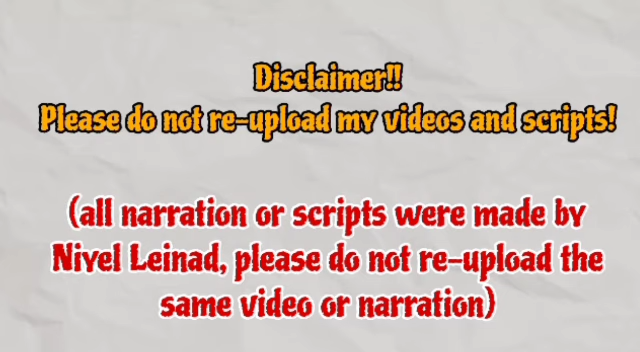 Disclaimer!!
Please do not re-upload my videos and scripts!
(all narration or scripts were made by
Nivel Leinad, please do not re-upload the
same video or narration)